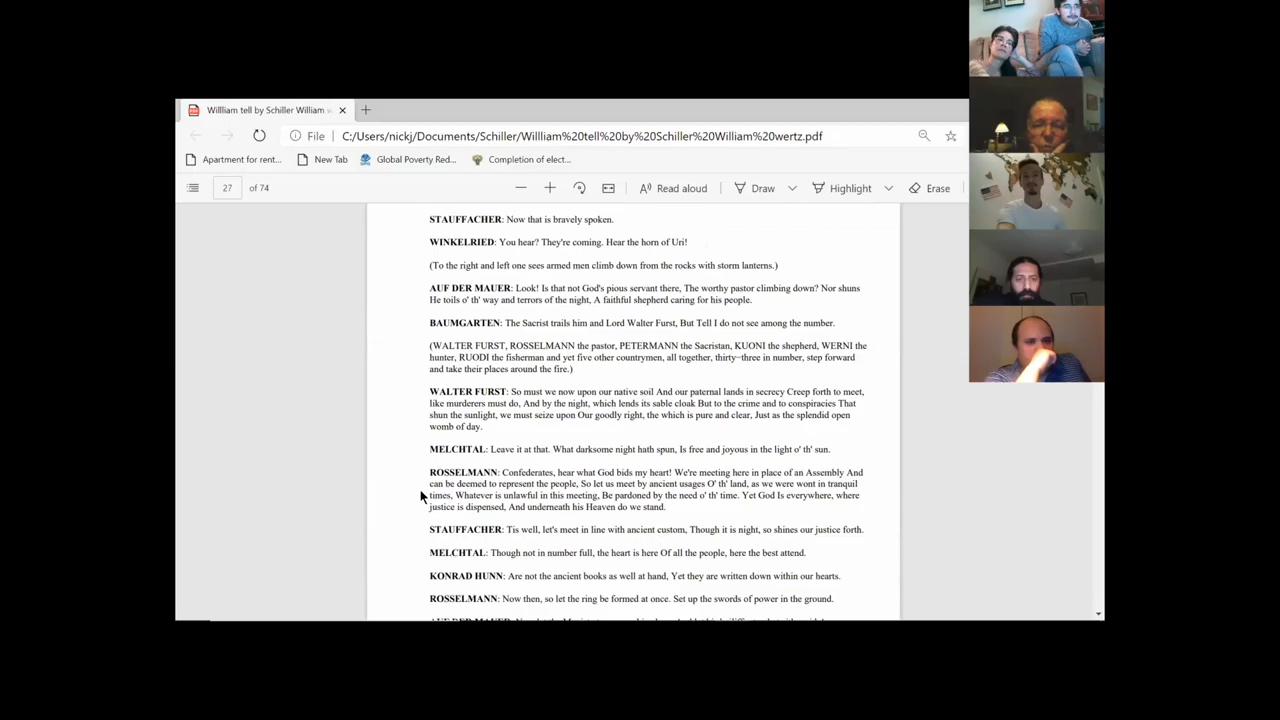 Willliam tell by Schiller William
File
C:/Users/nickj/Documents/Schiller/Willliam%20tell%20by%20Schiller%20William%20wertz.pdf
Apartment for rent...
New Tab
Global Poverty Red...
Completion of elect...
27
of 74
Read aloud
Draw
Highlight
Erase
STAUFFACHER: Now that is bravely spoken.
WINKELRIED: You hear? They're coming. Hear the horn of Uri!
(To the right and left one sees armed men climb down from the rocks with storm lanterns.)
AUF DER MAUER: Look! Is that not God's pious servant there, The worthy pastor climbing down? Nor shuns
He toils o' th' way and terrors of the night, A faithful shepherd caring for his people.
BAUMGARTEN: The Sacrist trails him and Lord Walter Furst, But Tell I do not see among the number.
(WALTER FURST, ROSSELMANN the pastor, PETERMANN the Sacristan, KUONI the shepherd, WERNI the
hunter, RUODI the fisherman and yet five other countrymen, all together, thirty–three in number, step forward
and take their places around the fire.)
WALTER FURST: So must we now upon our native soil And our paternal lands in secrecy Creep forth to meet,
like murderers must do, And by the night, which lends its sable cloak But to the crime and to conspiracies That
shun the sunlight, we must seize upon Our goodly right, the which is pure and clear, Just as the splendid open
womb of day.
MELCHTAL: Leave it at that. What darksome night hath spun, Is free and joyous in the light o' th' sun.
ROSSELMANN: Confederates, hear what God bids my heart! We're meeting here in place of an Assembly And
can be deemed to represent the people, So let us meet by ancient usages O' th' land, as we were wont in tranquil
times, Whatever is unlawful in this meeting, Be pardoned by the need o' th' time. Yet God Is everywhere, where
justice is dispensed, And underneath his Heaven do we stand.
STAUFFACHER: Tis well, let's meet in line with ancient custom, Though it is night, so shines our justice forth.
MELCHTAL: Though not in number full, the heart is here Of all the people, here the best attend.
KONRAD HUNN: Are not the ancient books as well at hand, Yet they are written down within our hearts.
ROSSELMANN: Now then, so let the ring be formed at once. Set up the swords of power in the ground.